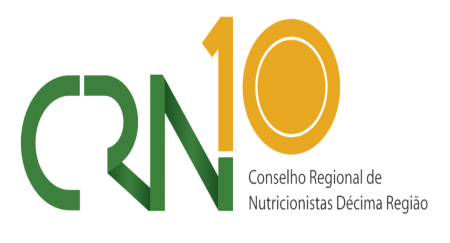 CRN10
Conselho Regional de
Nutricionistas Décima Região